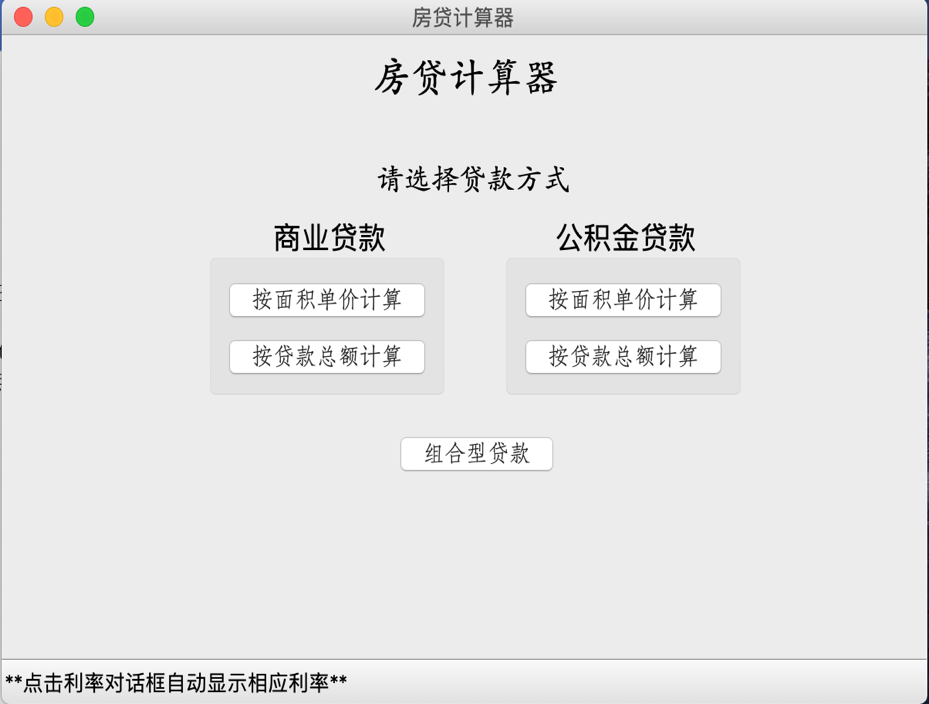 房贷计算器
房贷计算器
请选择贷款方式
商业贷款
按面积单价计算
按贷款总额计算
公积金贷款
按面积单价计算
按贷款总额计算
组合型贷款
**点击利率对话框自动显示相应利率**